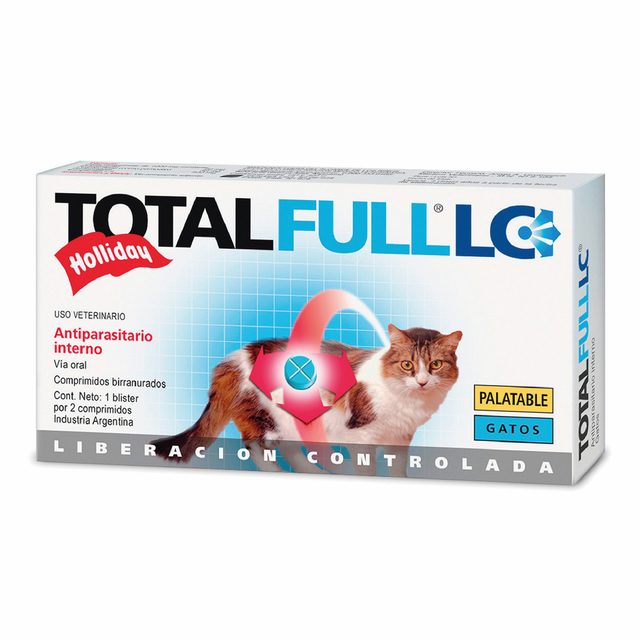 TOTAL FULL® LC
Holliday
USO VETERINARIO
Antiparasitario
interno
Vía oral
Comprimidos birranurados
Cont. Neto: 1 blister
por 2 comprimidos
Industria Argentina
PALATABLE
GATOS
LIBERACION CONTROLADA
TOTAL FULL LC®
Antiparasitario interno
Gatos